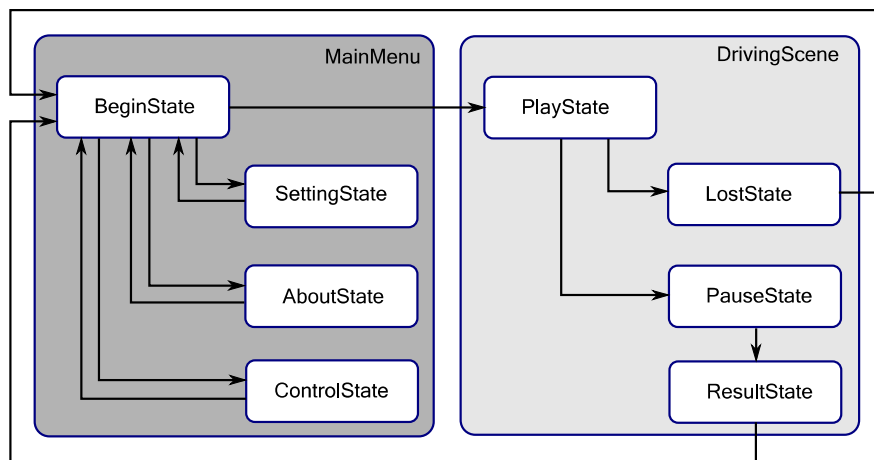 MainMenu
DrivingScene
BeginState
PlayState
SettingState
LostState
AboutState
PauseState
ControlState
ResultState